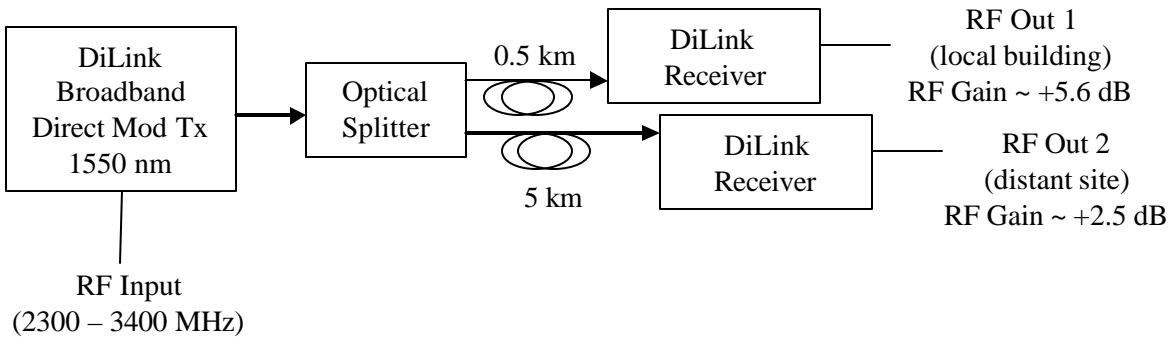 DiLink
Broadband
Direct Mod Tx
1550 nm
RF Input
(2300 – 3400 MHz)
Optical
Splitter
0.5 km
5 km
DiLink
Receiver
RF Out 1
(local building)
RF Gain ~ +5.6 dB
DiLink
Receiver
RF Out 2
(distant site)
RF Gain ~ +2.5 dB